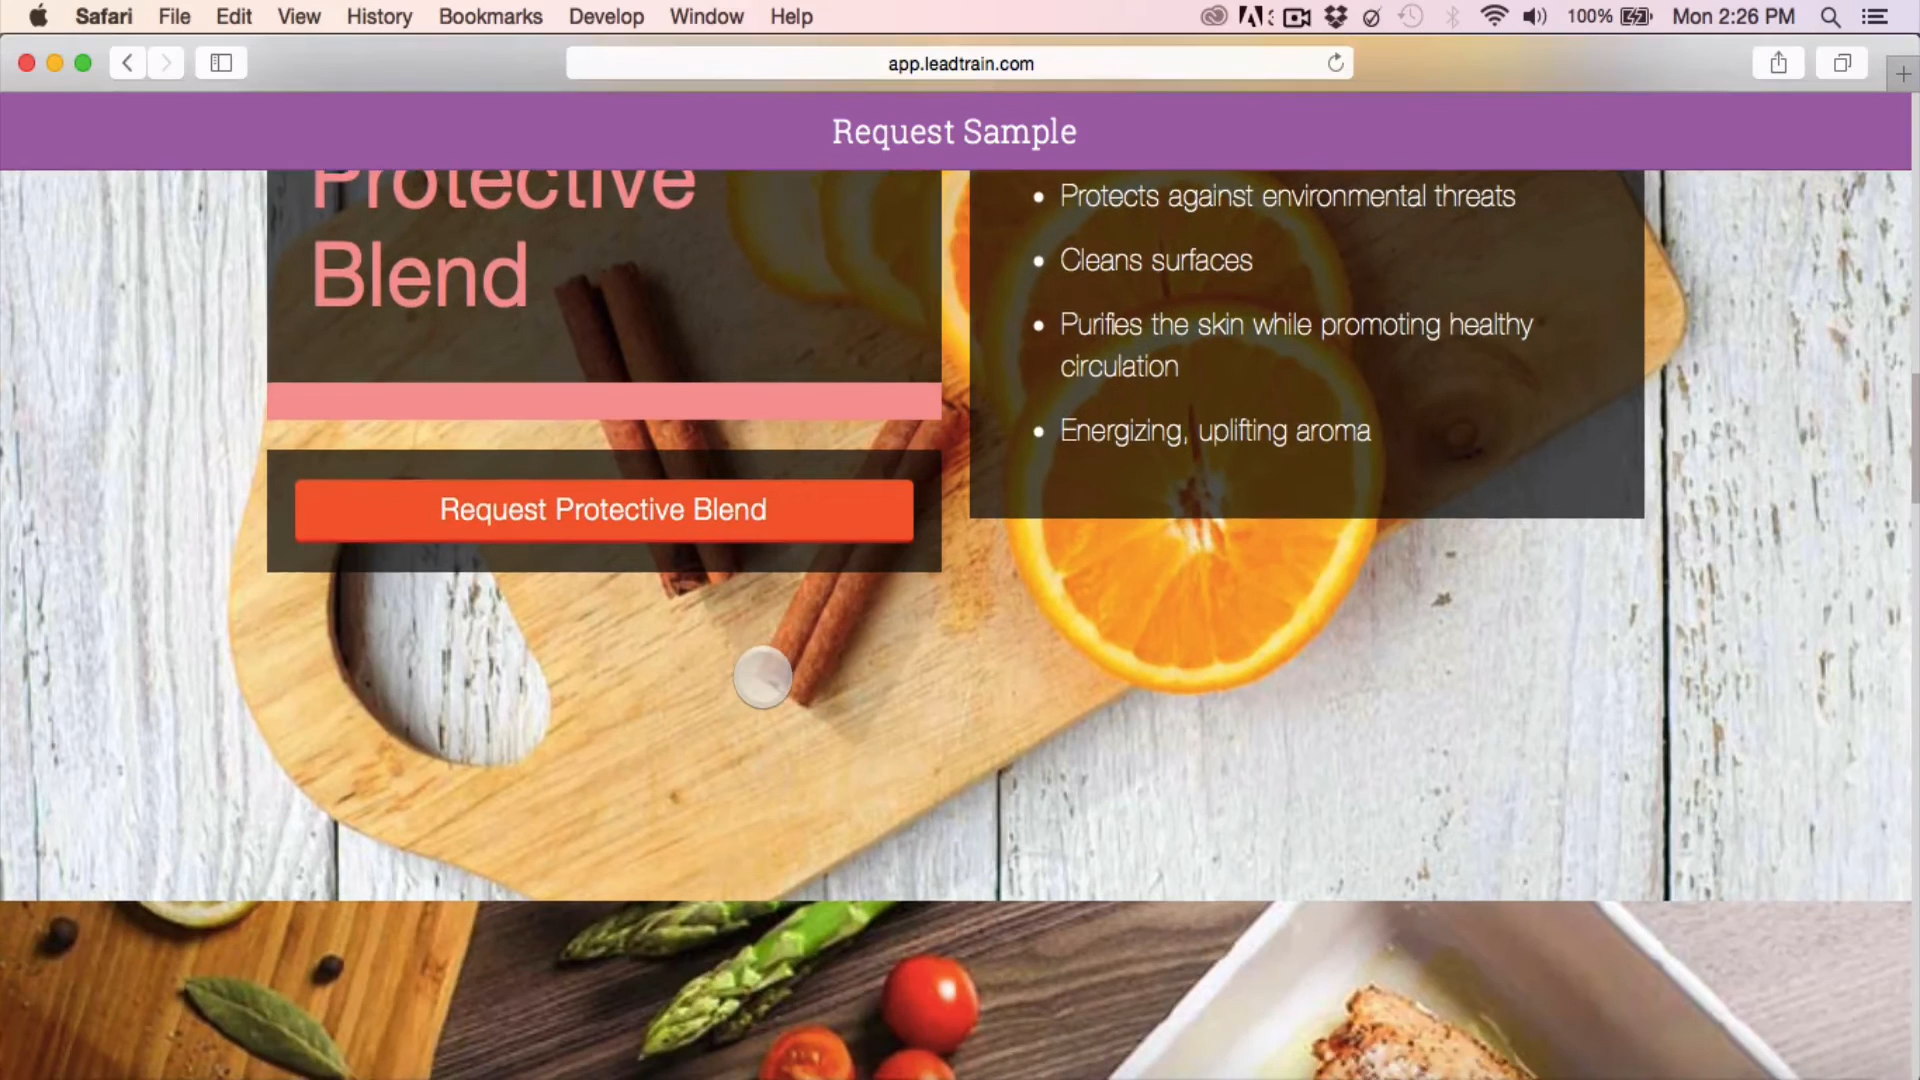 Safari File Edit View History Bookmarks Develop Window Help 3 100% Mon 2:26 PM
app.leadtrain.com
Request Sample
Protective
Blend
Request Protective Blend
Protects against environmental threats
Cleans surfaces
Purifies the skin while promoting healthy
circulation
Energizing, uplifting aroma